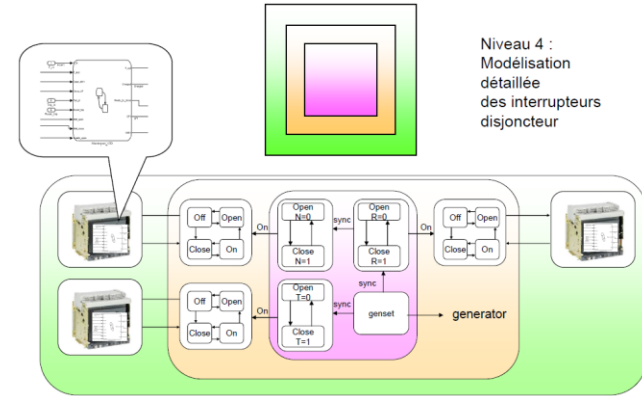 Niveau 4 :
Modélisation
détaillée
des interrupteurs
disjoncteur
Off
Open
Close
On
On
Open
N=0
Close
N=1
sync
Open
R=0
Close
R=1
On
Off
Open
Close
On
sync
Off
Open
Close
On
On
Open
T=0
Close
T=1
sync
genset
generator